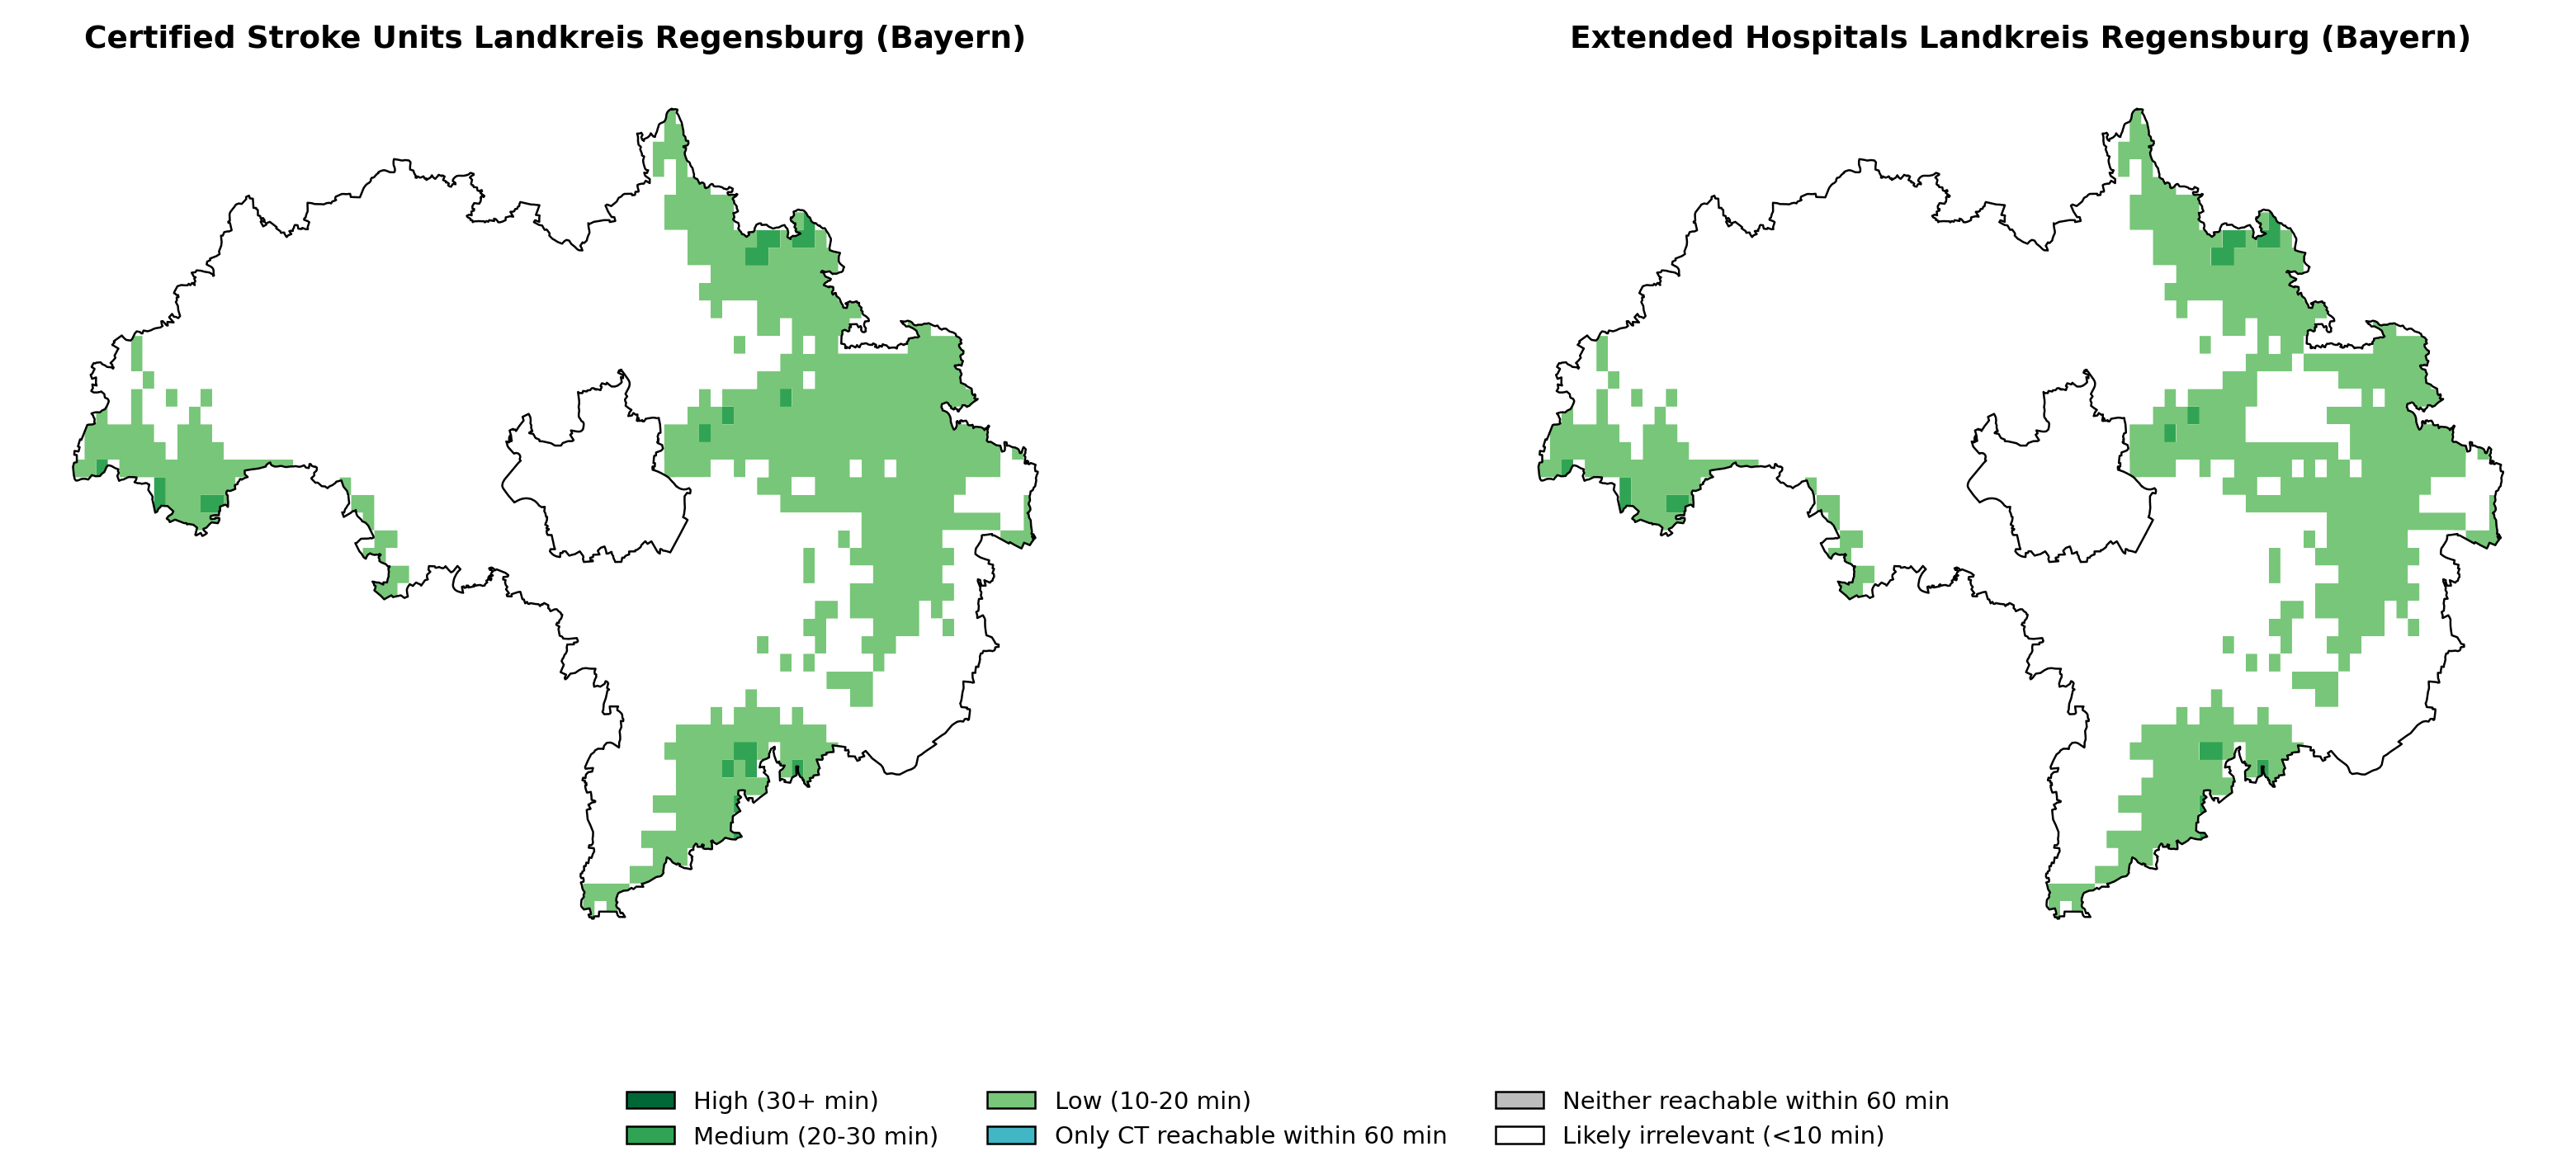 Certified Stroke Units Landkreis Regensburg (Bayern)
Extended Hospitals Landkreis Regensburg (Bayern)
High (30+ min)
Medium (20-30 min)
Low (10-20 min)
Only CT reachable within 60 min
Neither reachable within 60 min
Likely irrelevant (<10 min)